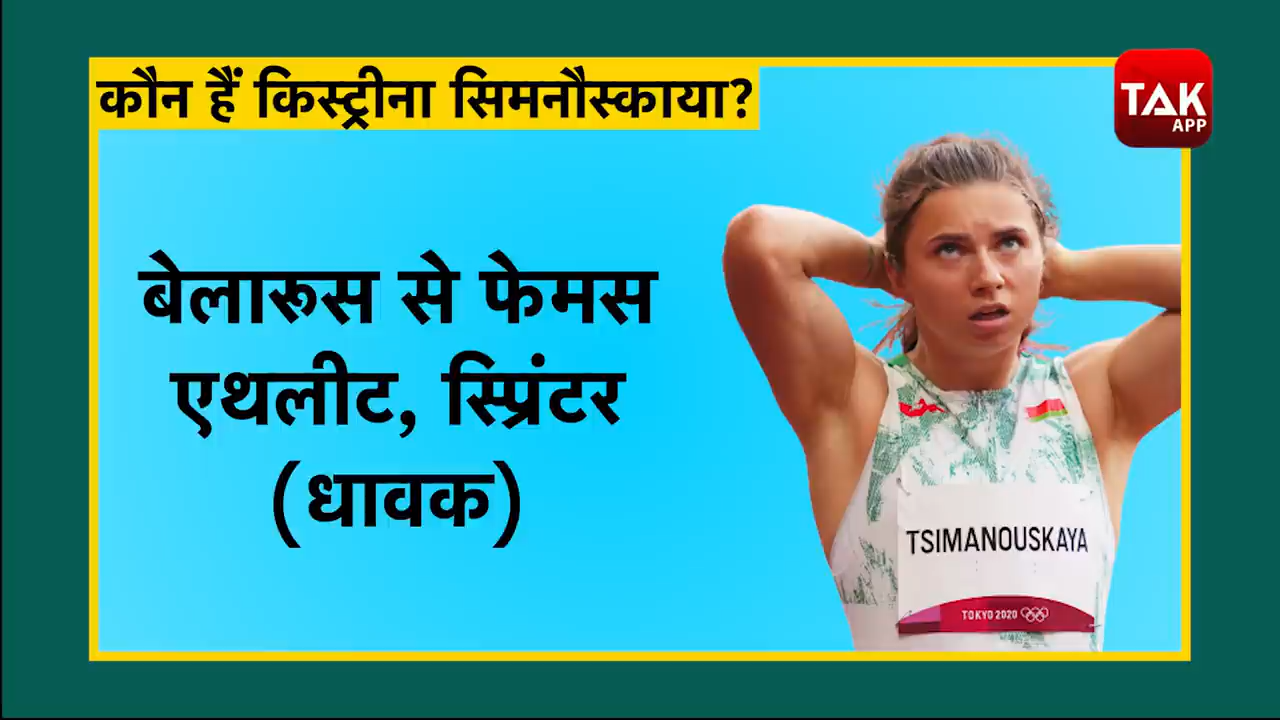 कौन हैं किस्ट्रीना सिमनौस्काया?
TAK
APP
बेलारूस से फेमस
एथलीट, स्प्रिंटर
(धावक)
TSIMANOUSKAYA
TOKYO 2020